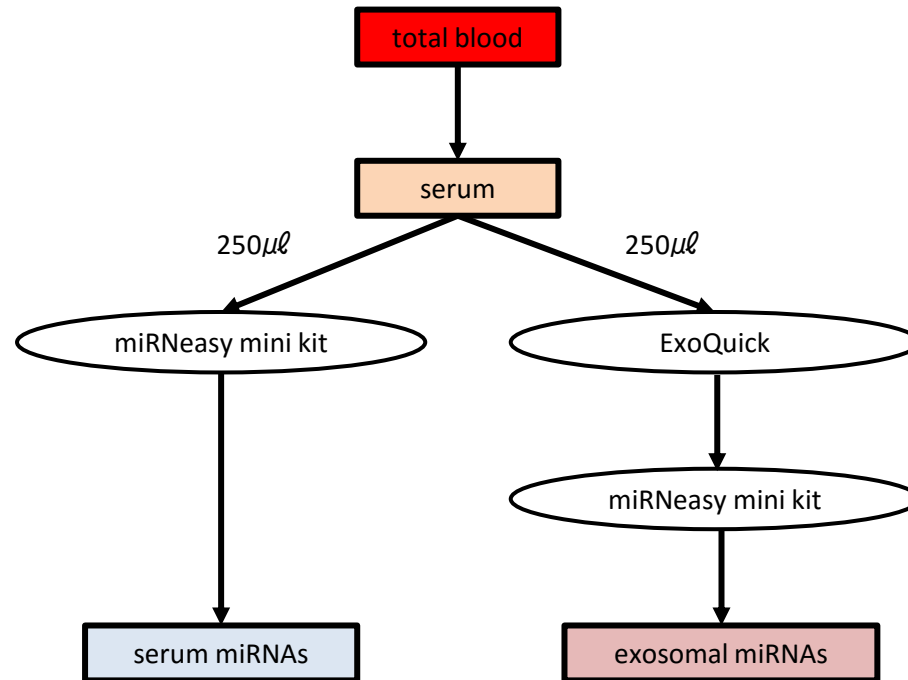 total blood
serum
250㎕ 250㎕
miRNeasy mini kit
ExoQuick
miRNeasy mini kit
serum miRNAs
exosomal miRNAs